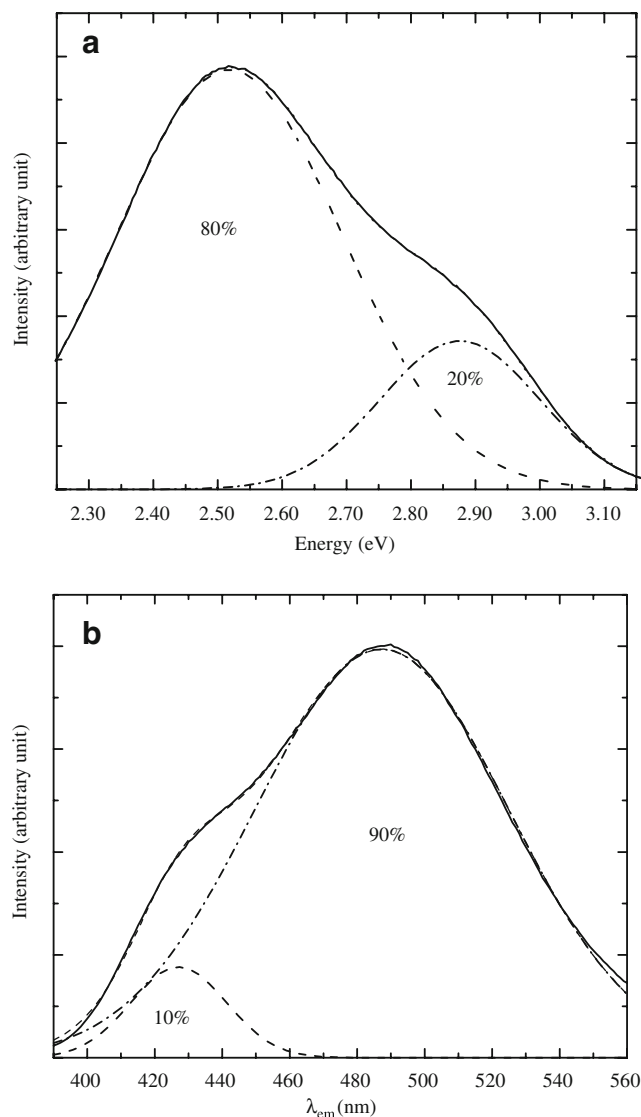 a
Intensity (arbitrary unit)
80%
20%
2.30 2.40 2.50 2.60 2.70 2.80 2.90 3.00 3.10
Energy (eV)
b
Intensity (arbitrary unit)
90%
10%
400 420 440 460 480 500 520 540 560
λem (nm)